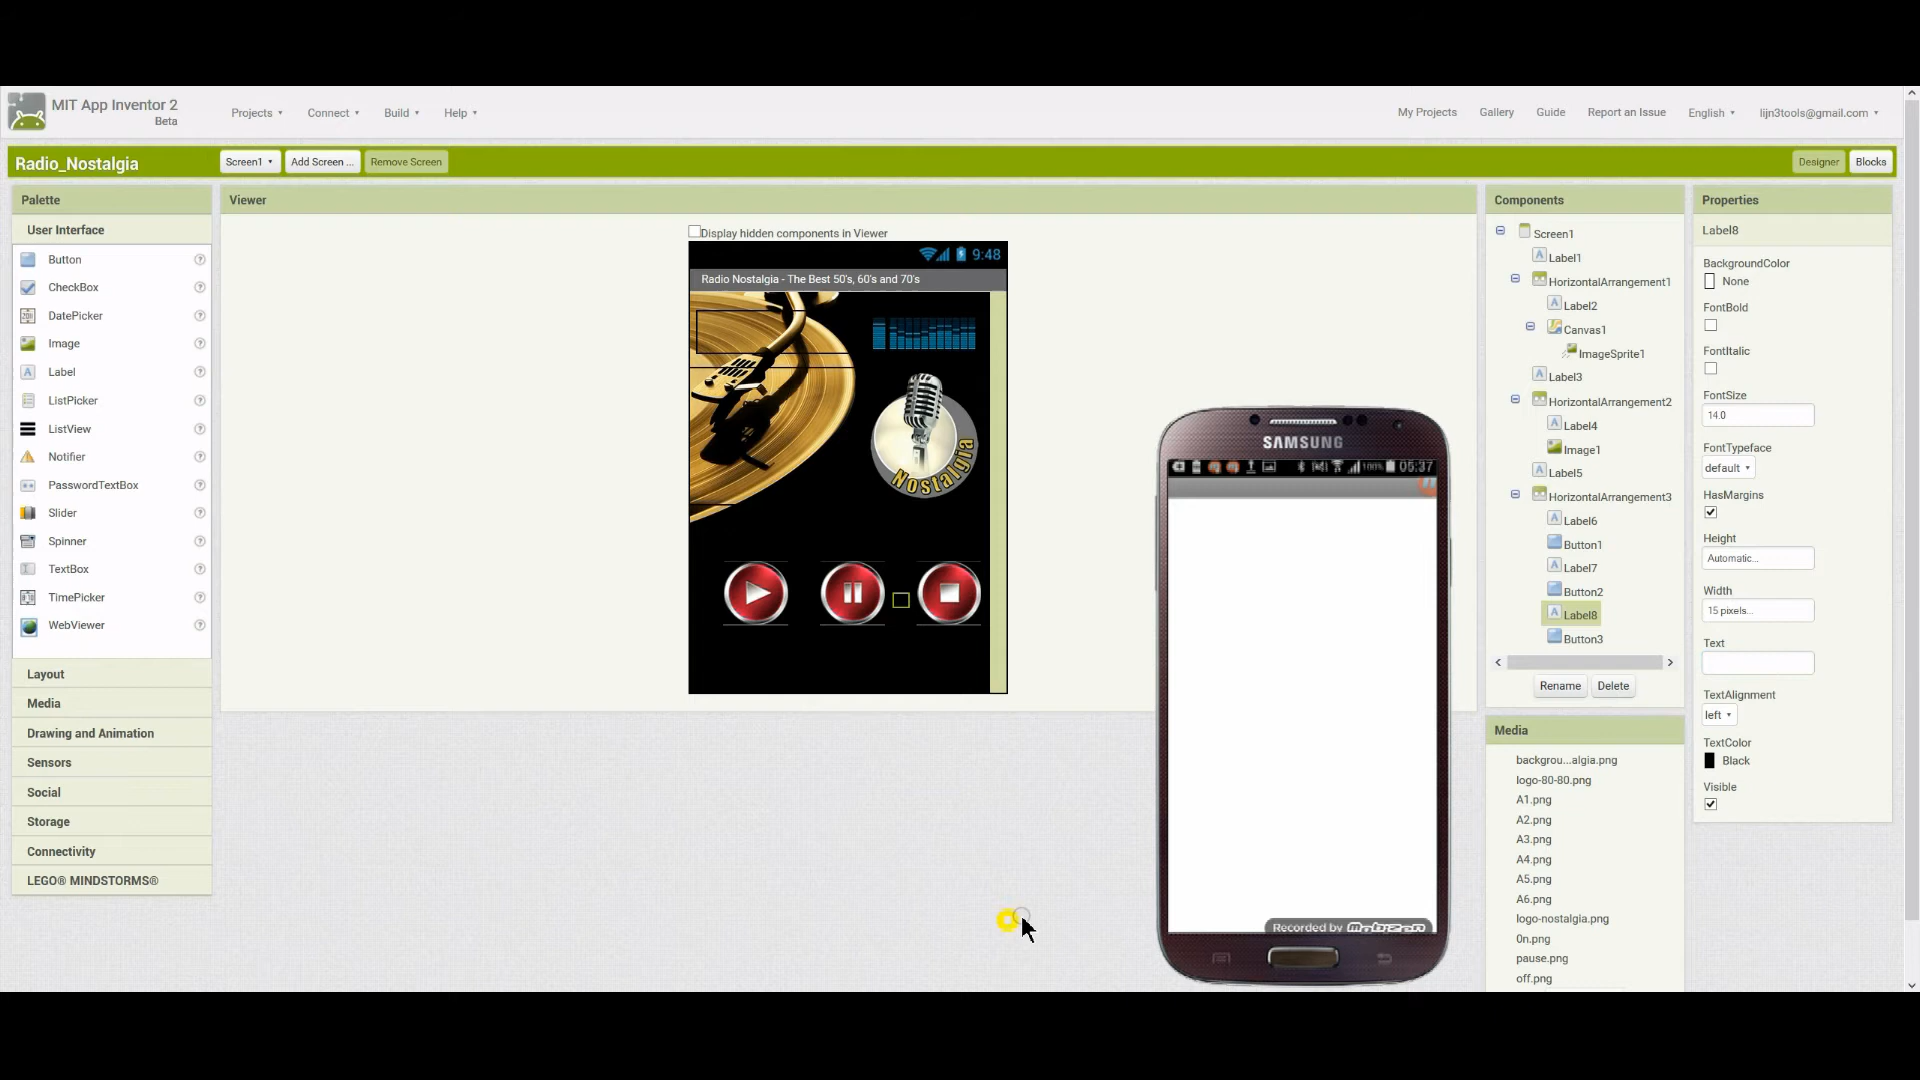 MIT App Inventor 2
Beta
Projects
Connect
Build
Help
My Projects
Gallery
Guide
Report an Issue
English
lijn3tools@gmail.com
Radio_Nostalgia
Screen1
Add Screen ...
Remove Screen
Designer
Blocks
Palette
User Interface
Button
CheckBox
DatePicker
Image
Label
ListPicker
ListView
Notifier
PasswordTextBox
Slider
Spinner
TextBox
TimePicker
WebViewer
Layout
Media
Drawing and Animation
Sensors
Social
Storage
Connectivity
LEGO® MINDSTORMS®
Viewer
Display hidden components in Viewer
9:48
Radio Nostalgia - The Best 50's, 60's and 70's
Nostalgia
SAMSUNG
100% 05:37
Recorded by Mobizen
Components
Screen1
Label1
HorizontalArrangement1
Label2
Canvas1
ImageSprite1
Label3
HorizontalArrangement2
Label4
Image1
Label5
HorizontalArrangement3
Label6
Button1
Label7
Button2
Label8
Button3
Rename
Delete
Media
backgrou...algia.png
logo-80-80.png
A1.png
A2.png
A3.png
A4.png
A5.png
A6.png
logo-nostalgia.png
0n.png
pause.png
off.png
Properties
Label8
BackgroundColor
None
FontBold
FontItalic
FontSize
14.0
FontTypeface
default
HasMargins
Height
Automatic...
Width
15 pixels...
Text
TextAlignment
left
TextColor
Black
Visible